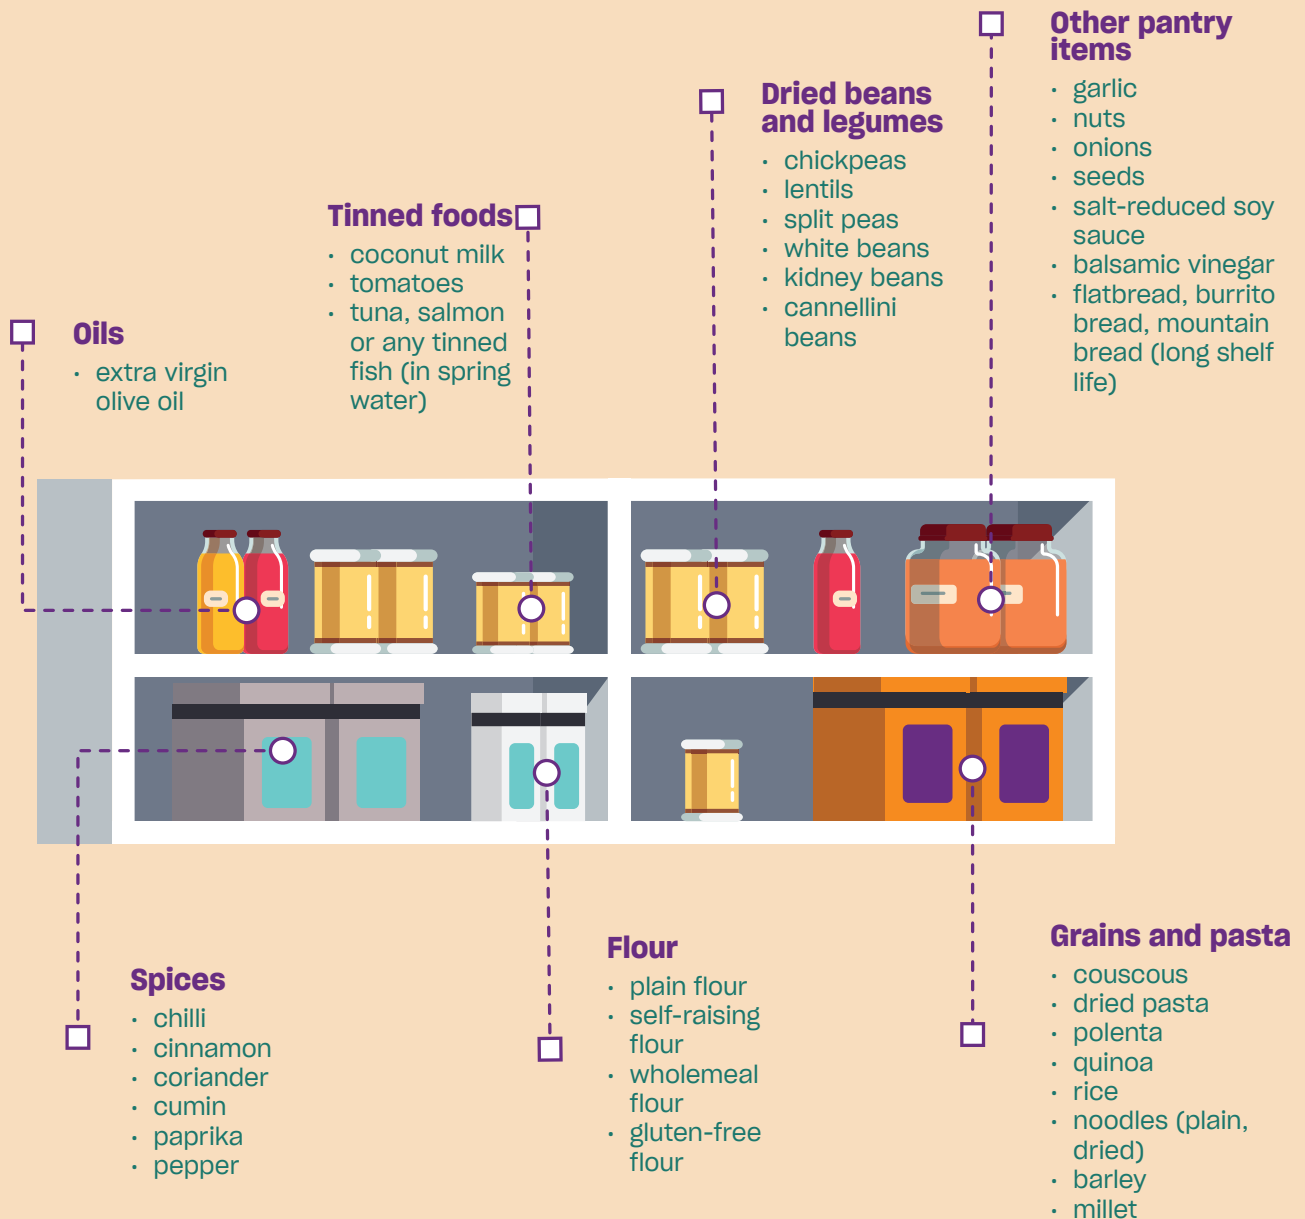 Other pantry
items
· garlic
· nuts
· onions
· seeds
· salt-reduced soy
sauce
· balsamic vinegar
· flatbread, burrito
bread, mountain
bread (long shelf
life)
Dried beans
and legumes
· chickpeas
· lentils
· split peas
· white beans
· kidney beans
· cannellini
beans
Tinned foods
· coconut milk
· tomatoes
· tuna, salmon
or any tinned
fish (in spring
water)
Oils
· extra virgin
olive oil
Spices
· chilli
· cinnamon
· coriander
· cumin
· paprika
· pepper
Flour
· plain flour
· self-raising
flour
· wholemeal
flour
· gluten-free
flour
Grains and pasta
· couscous
· dried pasta
· polenta
· quinoa
· rice
· noodles (plain,
dried)
· barley
· millet